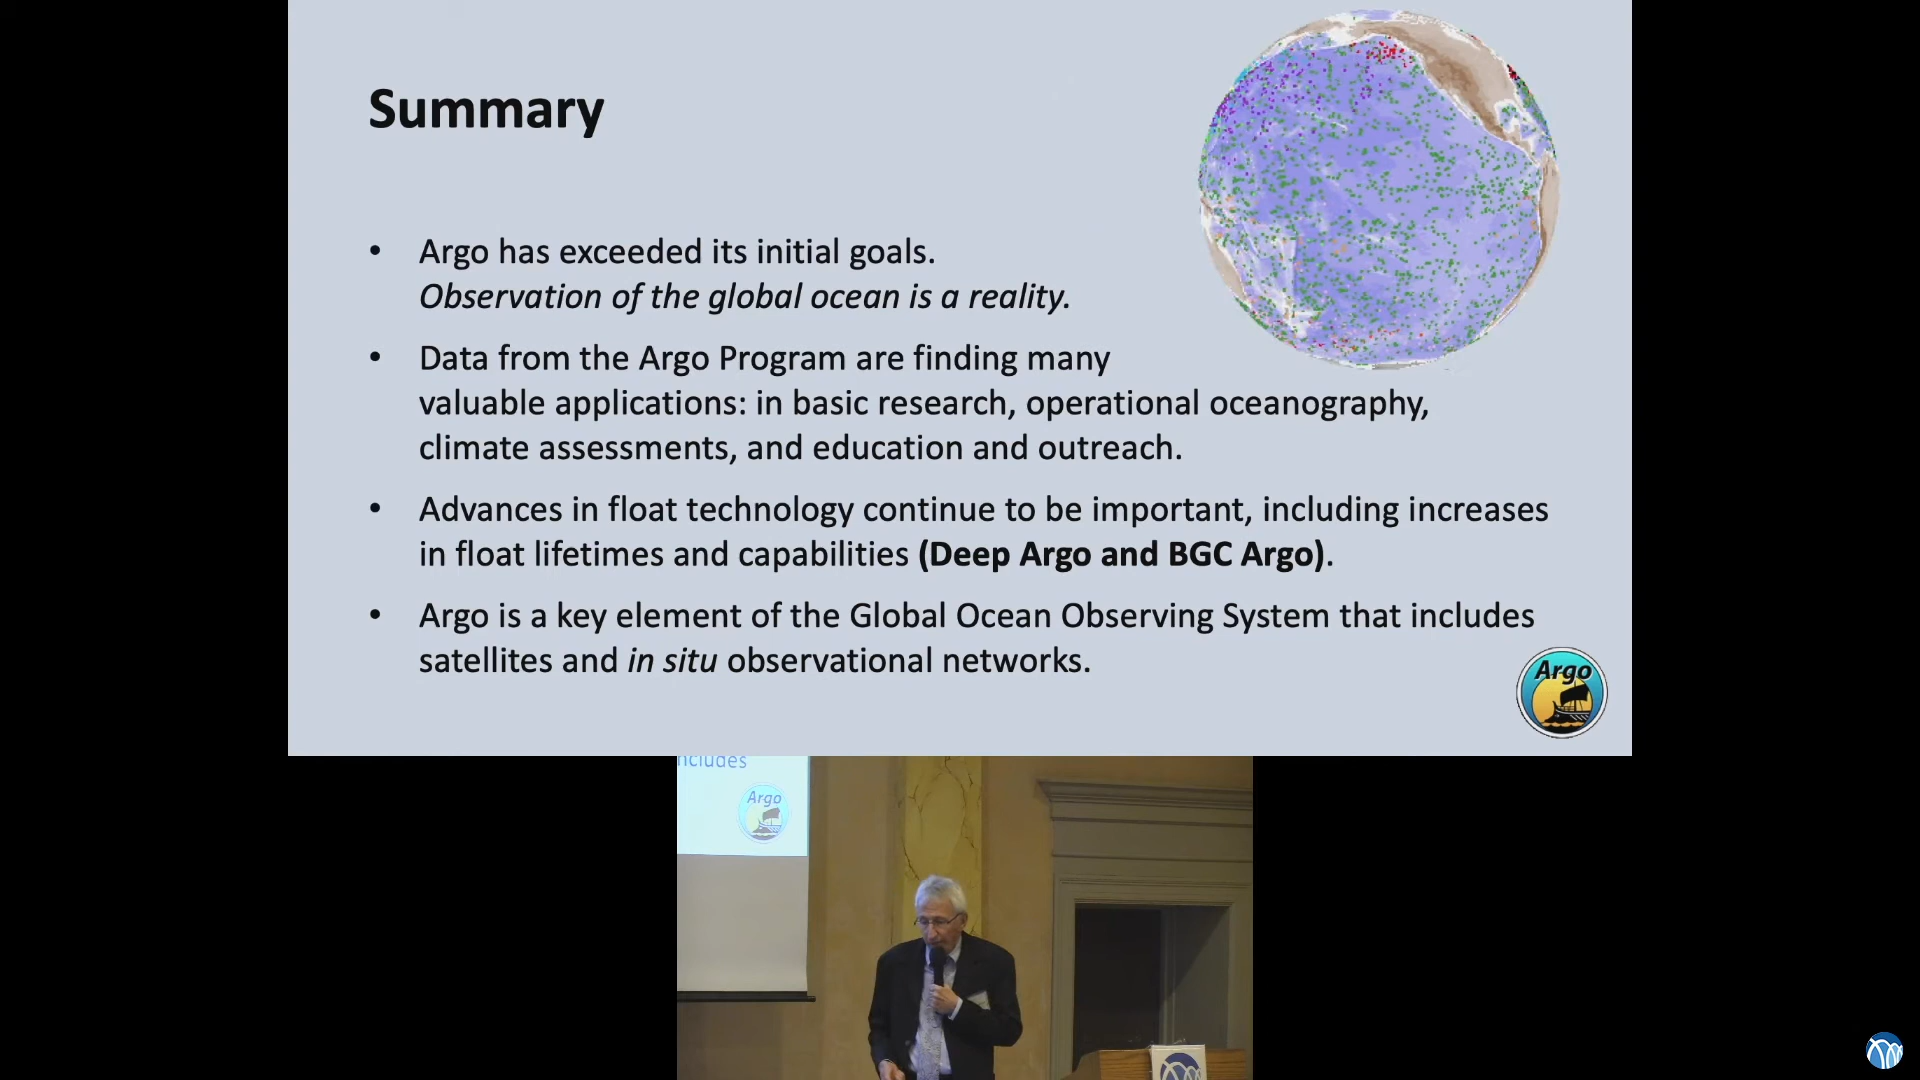 Summary
• Argo has exceeded its initial goals.
Observation of the global ocean is a reality.
• Data from the Argo Program are finding many
valuable applications: in basic research, operational oceanography,
climate assessments, and education and outreach.
• Advances in float technology continue to be important, including increases
in float lifetimes and capabilities (Deep Argo and BGC Argo).
• Argo is a key element of the Global Ocean Observing System that includes
satellites and in situ observational networks.
Argo
ncludes
Argo